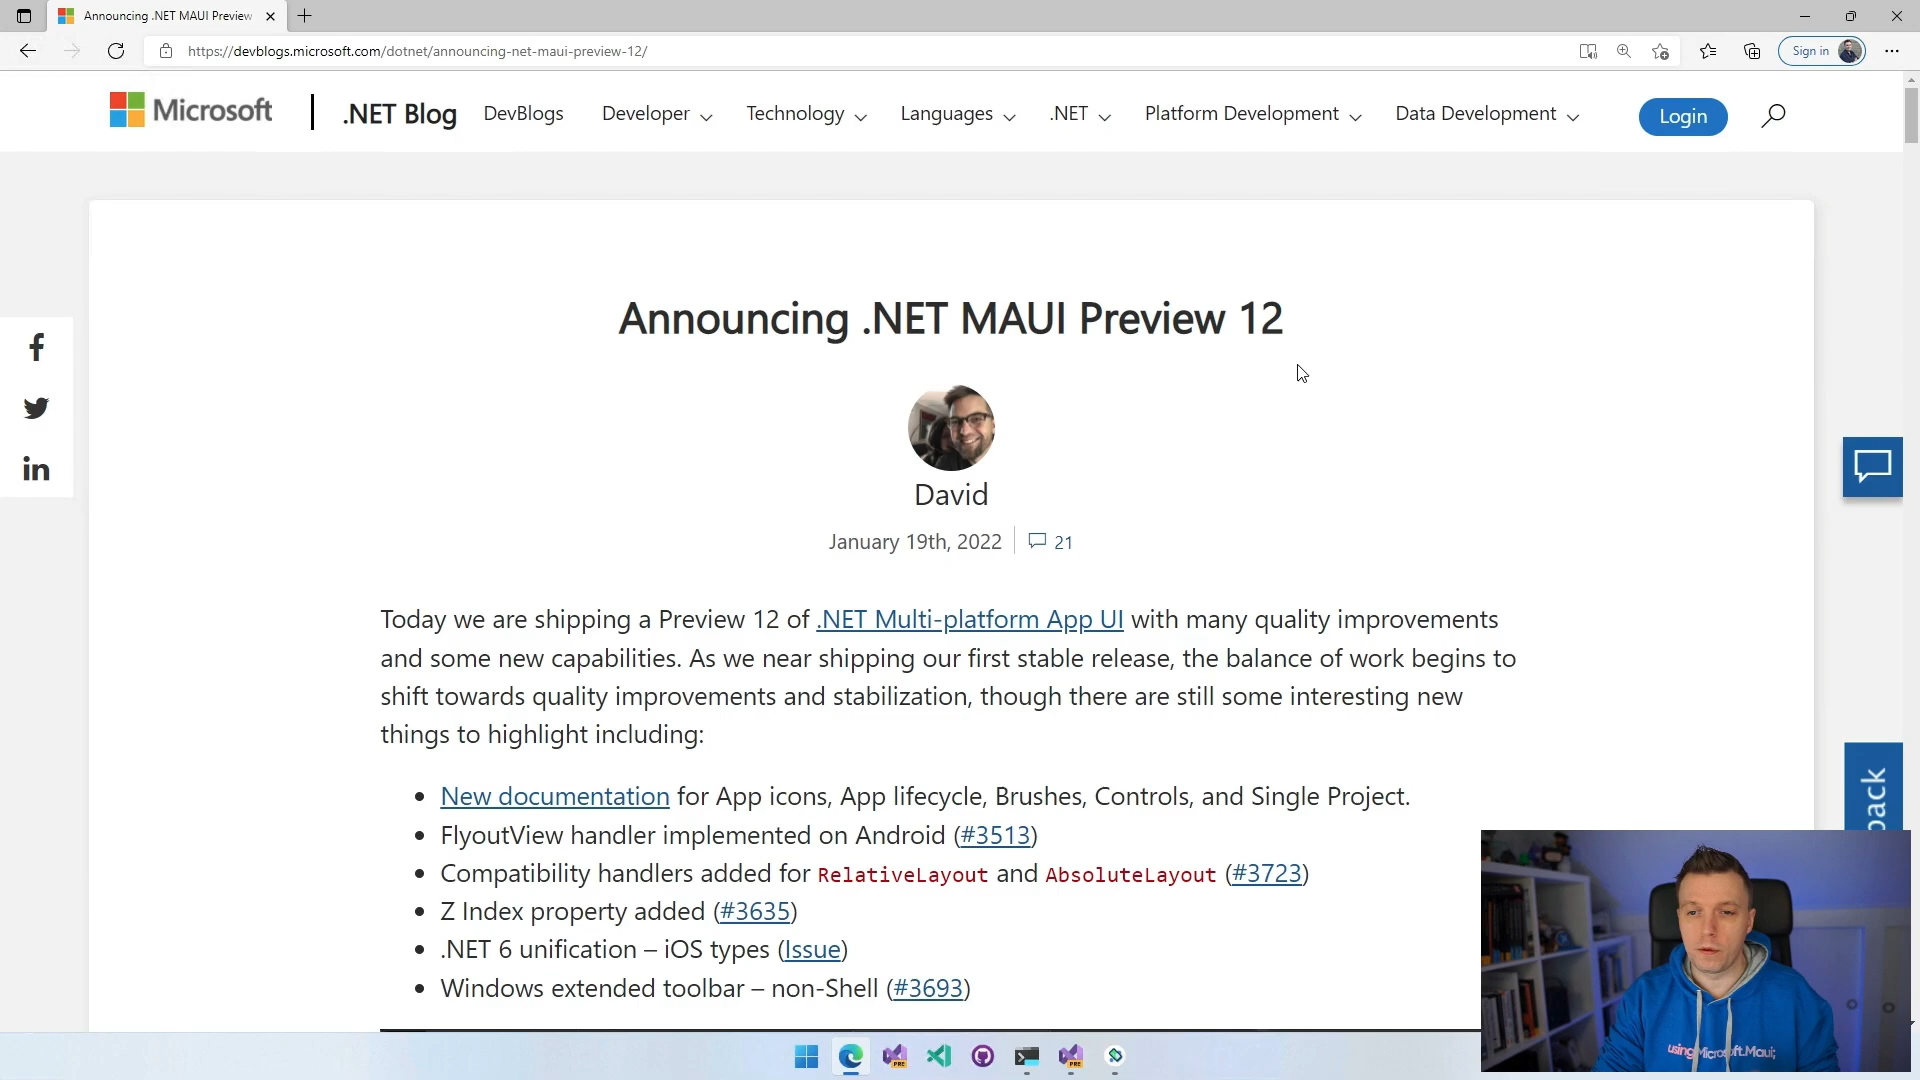 Announcing .NET MAUI Preview
https://devblogs.microsoft.com/dotnet/announcing-net-maui-preview-12/
Sign in
Microsoft
.NET Blog
DevBlogs
Developer
Technology
Languages
.NET
Platform Development
Data Development
Login
Announcing .NET MAUI Preview 12
David
January 19th, 2022
21
Today we are shipping a Preview 12 of .NET Multi-platform App UI with many quality improvements
and some new capabilities. As we near shipping our first stable release, the balance of work begins to
shift towards quality improvements and stabilization, though there are still some interesting new
things to highlight including:
• New documentation for App icons, App lifecycle, Brushes, Controls, and Single Project.
• FlyoutView handler implemented on Android (#3513)
• Compatibility handlers added for RelativeLayout and AbsoluteLayout (#3723)
• Z Index property added (#3635)
• .NET 6 unification – iOS types (Issue)
• Windows extended toolbar – non-Shell (#3693)
back
PRE
PRE
using Microsoft.Maui;